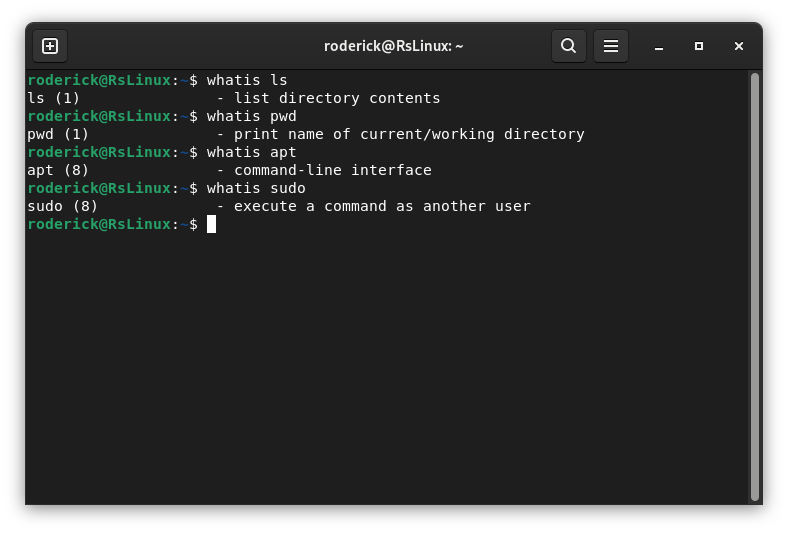 roderick@RsLinux: ~
roderick@RsLinux:~$ whatis ls
ls (1)               - list directory contents
roderick@RsLinux:~$ whatis pwd
pwd (1)              - print name of current/working directory
roderick@RsLinux:~$ whatis apt
apt (8)              - command-line interface
roderick@RsLinux:~$ whatis sudo
sudo (8)             - execute a command as another user
roderick@RsLinux:~$